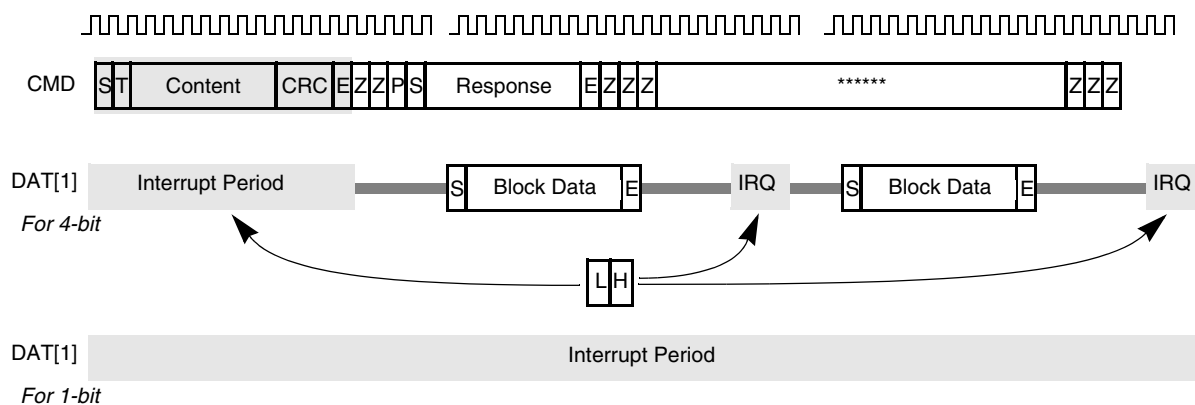 CMD S T Content CRC E Z Z P S Response E Z Z Z ****** Z Z Z
DAT[1] Interrupt Period S Block Data E IRQ S Block Data E IRQ
For 4-bit
L H
DAT[1] Interrupt Period
For 1-bit